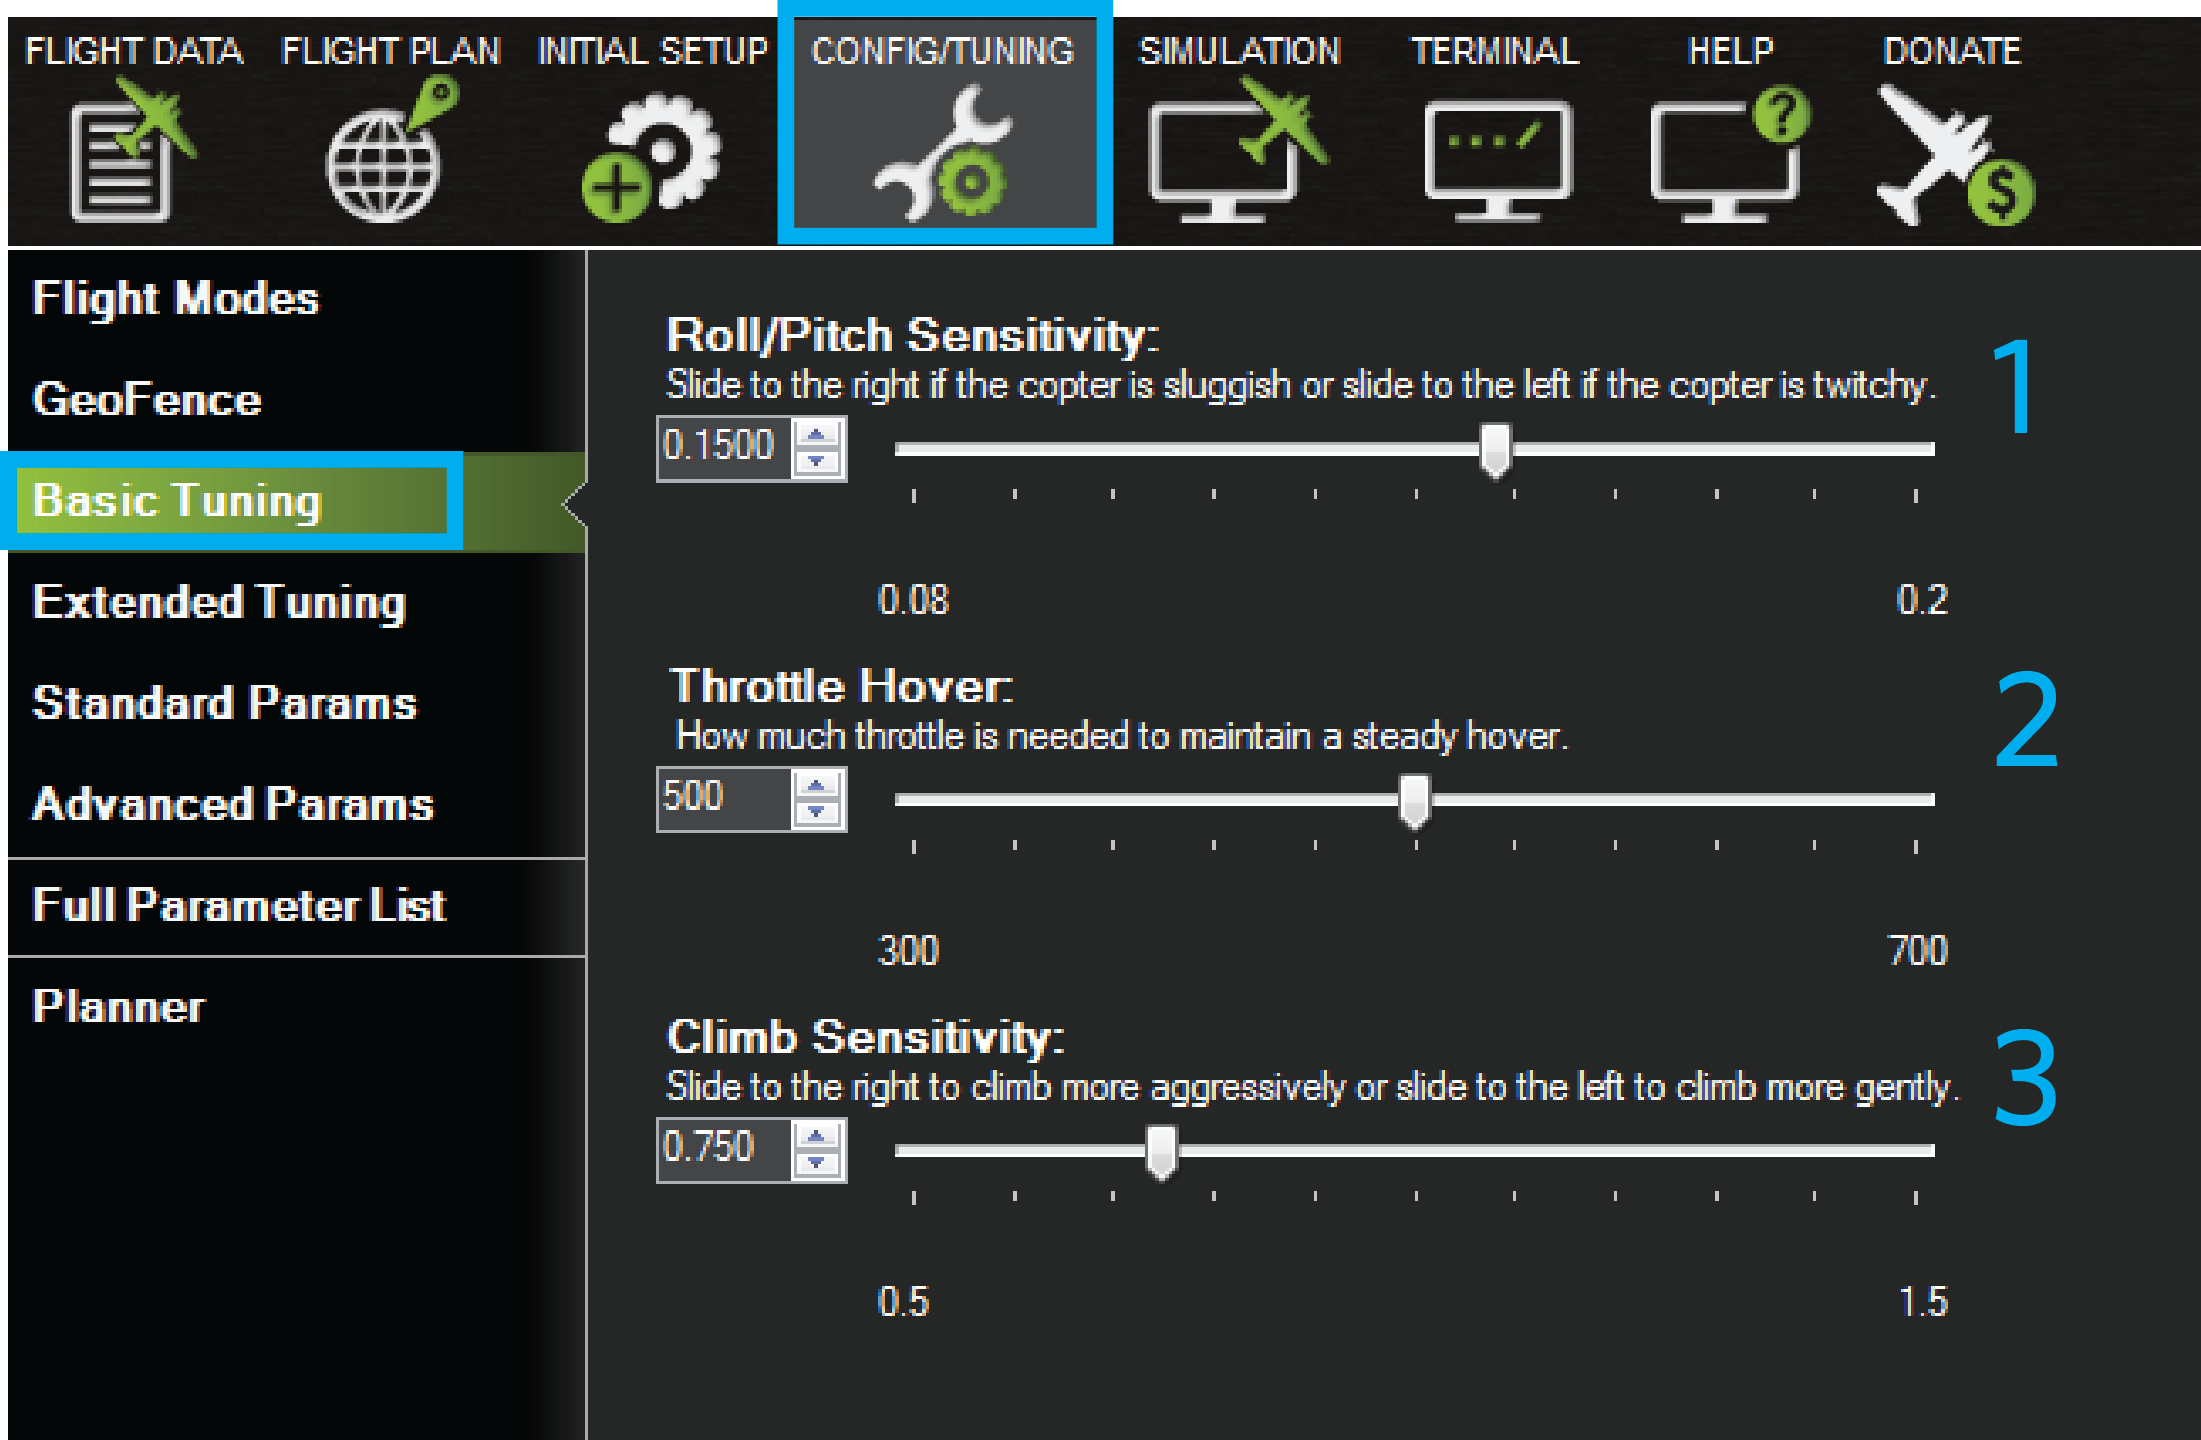 FLIGHT DATA FLIGHT PLAN INITIAL SETUP CONFIG/TUNING SIMULATION TERMINAL HELP DONATE
?
$
Flight Modes
GeoFence
Basic Tuning
Extended Tuning
Standard Params
Advanced Params
Full Parameter List
Planner
Roll/Pitch Sensitivity:
1
Slide to the right if the copter is sluggish or slide to the left if the copter is twitchy.
0.1500
0.08 0.2
Throttle Hover:
2
How much throttle is needed to maintain a steady hover.
500
300 700
Climb Sensitivity:
3
Slide to the right to climb more aggressively or slide to the left to climb more gently.
0.750
0.5 1.5